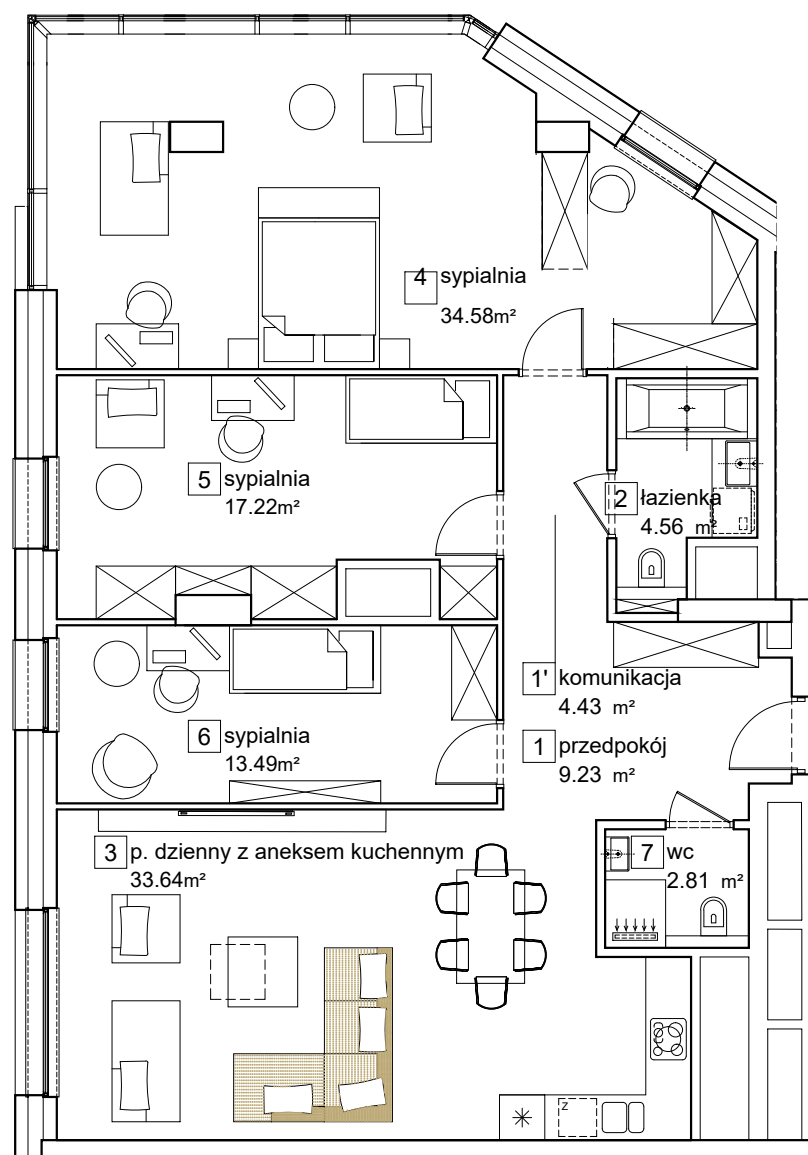 4 sypialnia
34.58m²
5 sypialnia
17.22m²
2 łazienka
4.56 m²
1' komunikacja
4.43 m²
6 sypialnia
13.49m²
1 przedpokój
9.23 m²
3 p. dzienny z aneksem kuchennym
33.64m²
7 wc
2.81 m²
z